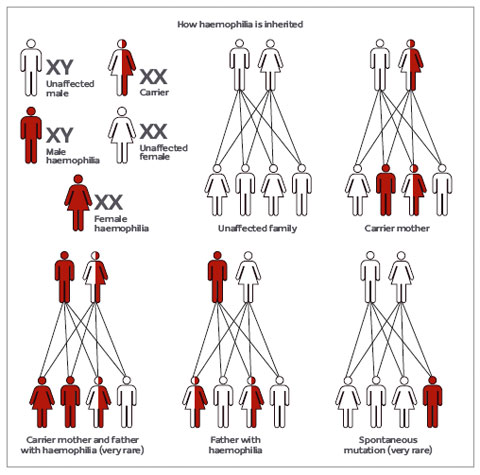 How haemophilia is inherited
XY
Unaffected
male
XX
Carrier
XY
Male
haemophilia
XX
Unaffected
female
XX
Female
haemophilia
Unaffected family
Carrier mother
Carrier mother and father
with haemophilia (very rare)
Father with
haemophilia
Spontaneous
mutation (very rare)